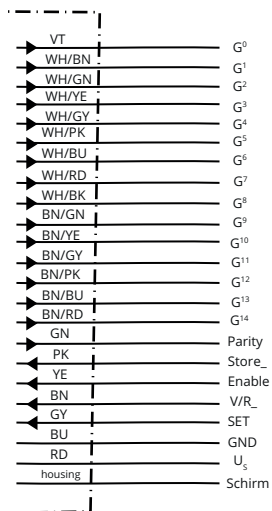 VT G⁰
WH/BN G¹
WH/GN G²
WH/YE G³
WH/GY G⁴
WH/PK G⁵
WH/BU G⁶
WH/RD G⁷
WH/BK G⁸
BN/GN G⁹
BN/YE G¹⁰
BN/GY G¹¹
BN/PK G¹²
BN/BU G¹³
BN/RD G¹⁴
GN Parity
PK Store_
YE Enable
BN V/R_
GY SET
BU GND
RD Uₛ
housing Schirm